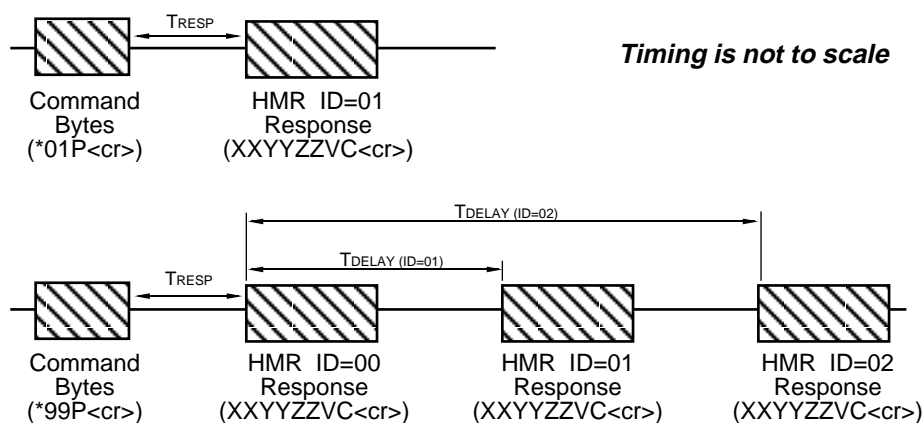 TRESP
Timing is not to scale
Command
Bytes
(*01P<cr>)
HMR ID=01
Response
(XXYYZZVC<cr>)
TDELAY (ID=02)
TDELAY (ID=01)
TRESP
Command
Bytes
(*99P<cr>)
HMR ID=00
Response
(XXYYZZVC<cr>)
HMR ID=01
Response
(XXYYZZVC<cr>)
HMR ID=02
Response
(XXYYZZVC<cr>)